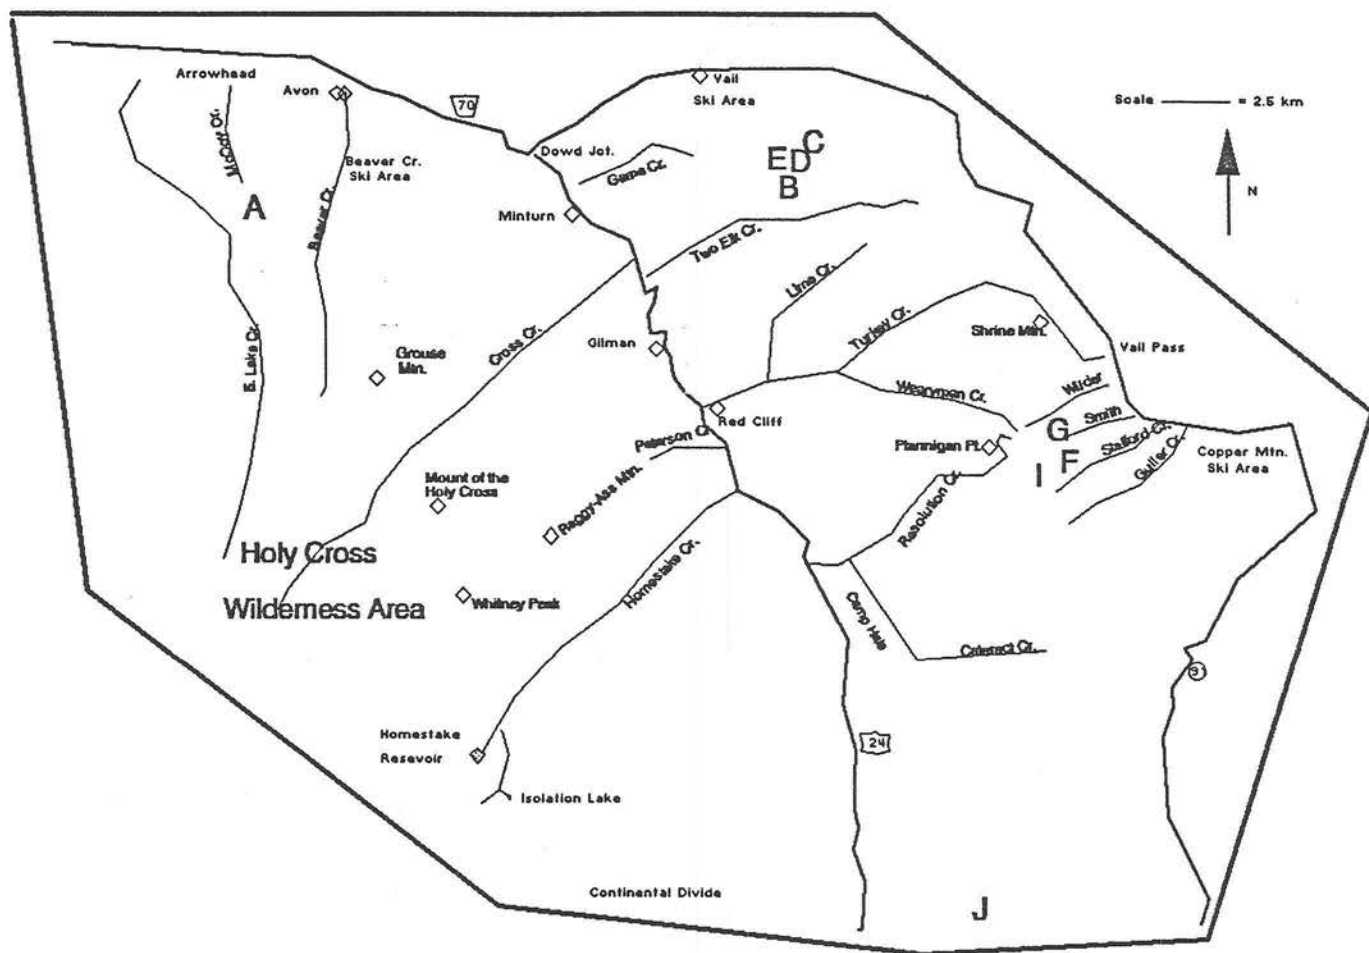 Arrowhead
Avon
70
Vail
Ski Area
Scale = 2.5 km
N
McCoy Cr.
Beaver Cr.
Ski Area
Dowd Jct.
Game Cr.
C
E D
B
A
Minturn
Beaver Cr.
Two Elk Cr.
Lime Cr.
Turkey Cr.
Shrine Mtn.
Vail Pass
Cross Cr.
Gilman
Grouse
Mtn.
E. Lake Cr.
Wearyman Cr.
Wilder
Smith
Red Cliff
Peterson Cr.
G
Stafford Cr.
Guller Cr.
Copper Mtn.
Ski Area
Ptannigan Pt.
F
I
Mount of the
Holy Cross
Raggy-Ass Mtn.
Resolution Cr.
Holy Cross
Wilderness Area
Whitney Peak
Homestake Cr.
Camp Hale
Cataract Cr.
91
Homestake
Resevoir
24
Isolation Lake
Continental Divide
J